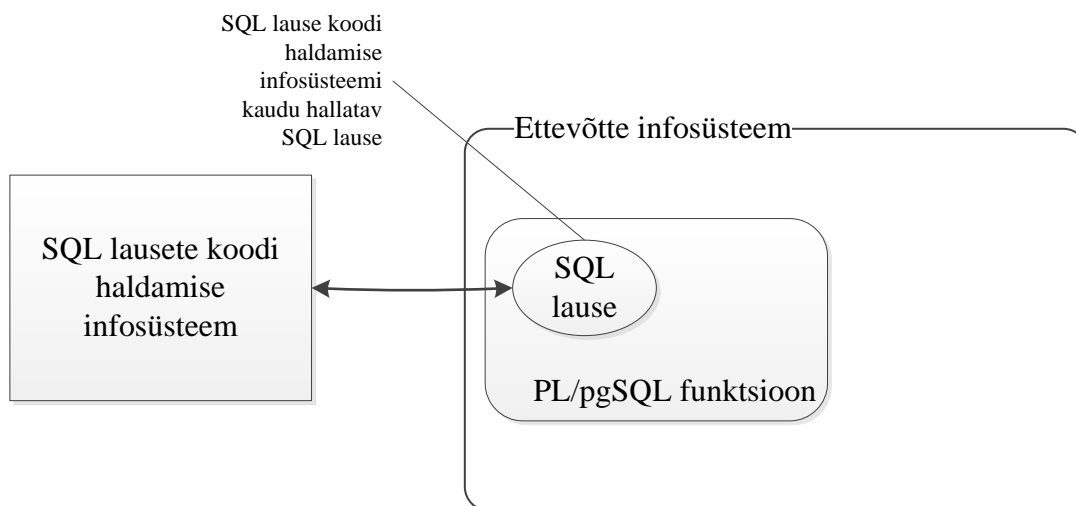 SQL lause koodi
haldamise
infosüsteemi
kaudu hallatav
SQL lause
Ettevõtte infosüsteem
SQL lausete koodi
haldamise
infosüsteem
SQL
lause
PL/pgSQL funktsioon